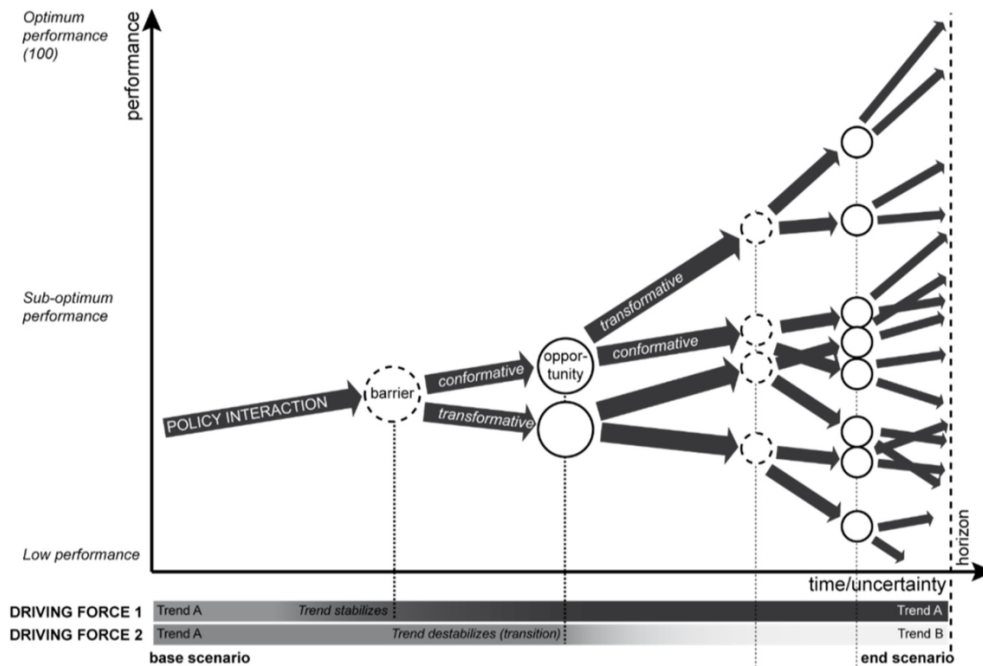 Optimum
performance
(100)
performance
transformative
Sub-optimum
performance
conformative
oppor-
tunity
conformative
barrier
POLICY INTERACTION
transformative
Low performance
horizon
time/uncertainty
DRIVING FORCE 1 Trend A Trend stabilizes Trend A
DRIVING FORCE 2 Trend A Trend destabilizes (transition) Trend B
base scenario end scenario